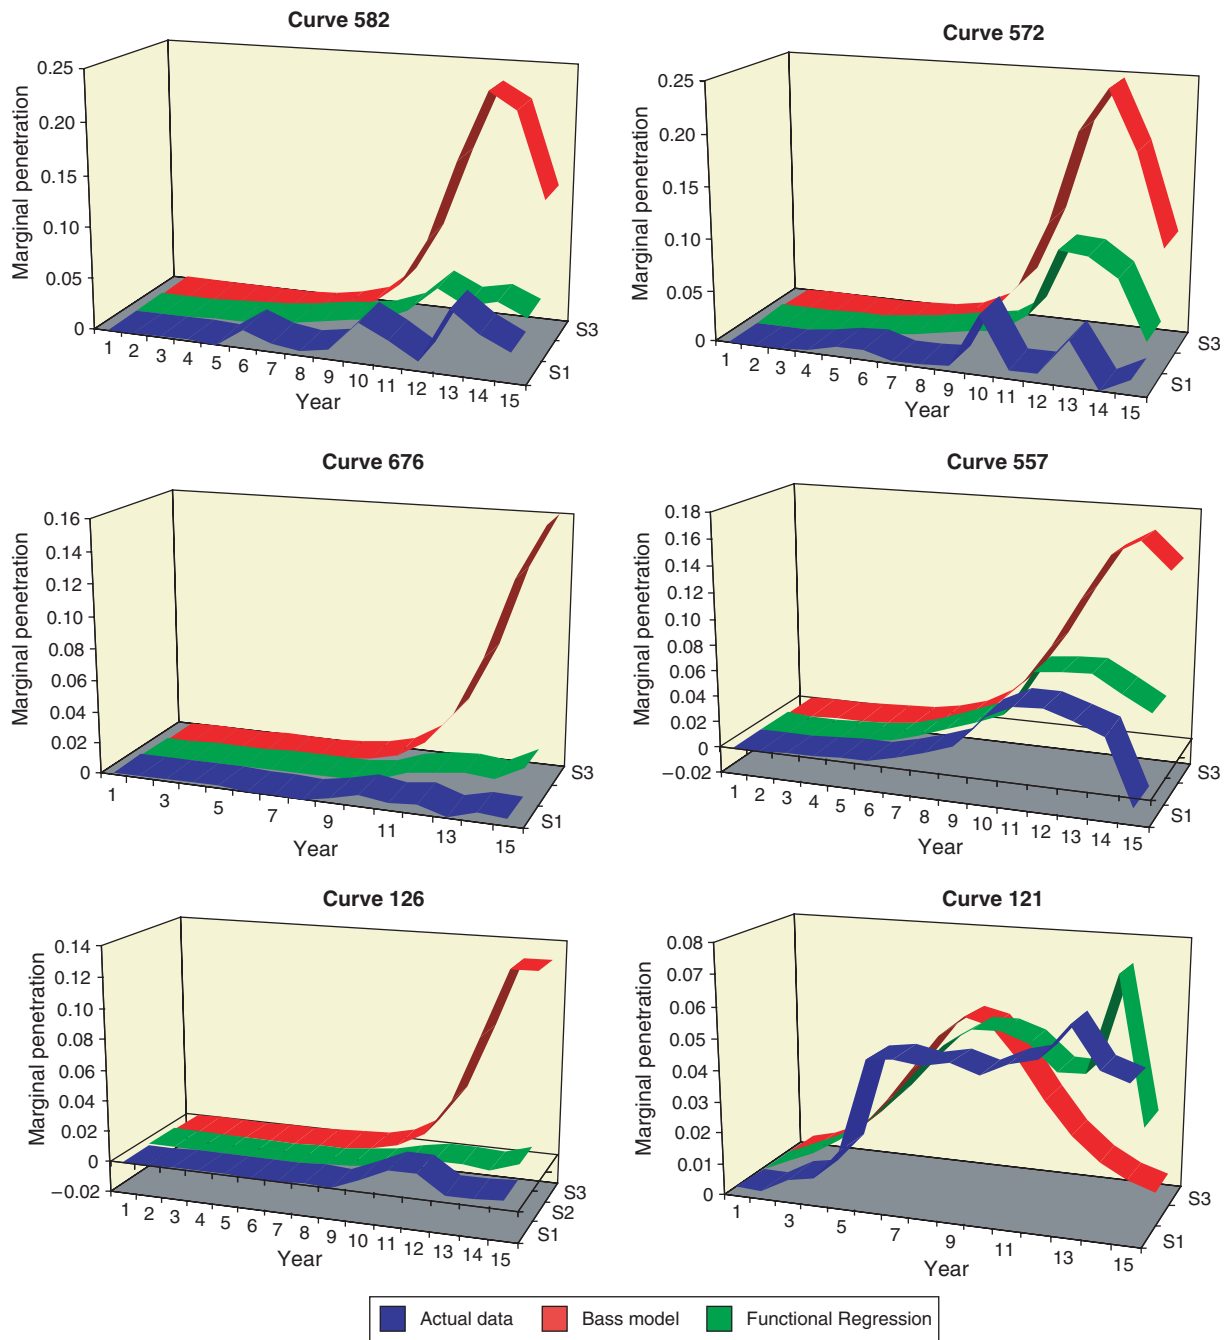 Curve 582
Marginal penetration
0.25
0.20
0.15
0.10
0.05
0
1 2 3 4 5 6 7 8 9 10 11 12 13 14 15
Year
S1
S3
Curve 572
Marginal penetration
0.25
0.20
0.15
0.10
0.05
0
1 2 3 4 5 6 7 8 9 10 11 12 13 14 15
Year
S1
S3
Curve 676
Marginal penetration
0.16
0.14
0.12
0.10
0.08
0.06
0.04
0.02
0
1 3 5 7 9 11 13 15
Year
S1
S3
Curve 557
Marginal penetration
0.18
0.16
0.14
0.12
0.10
0.08
0.06
0.04
0.02
0
−0.02
1 2 3 4 5 6 7 8 9 10 11 12 13 14 15
Year
S1
S3
Curve 126
Marginal penetration
0.14
0.12
0.10
0.08
0.06
0.04
0.02
0
−0.02
1 2 3 4 5 6 7 8 9 10 11 12 13 14 15
Year
S1
S2
S3
Curve 121
Marginal penetration
0.08
0.07
0.06
0.05
0.04
0.03
0.02
0.01
0
1 3 5 7 9 11 13 15
Year
S1
S3
Actual data
Bass model
Functional Regression